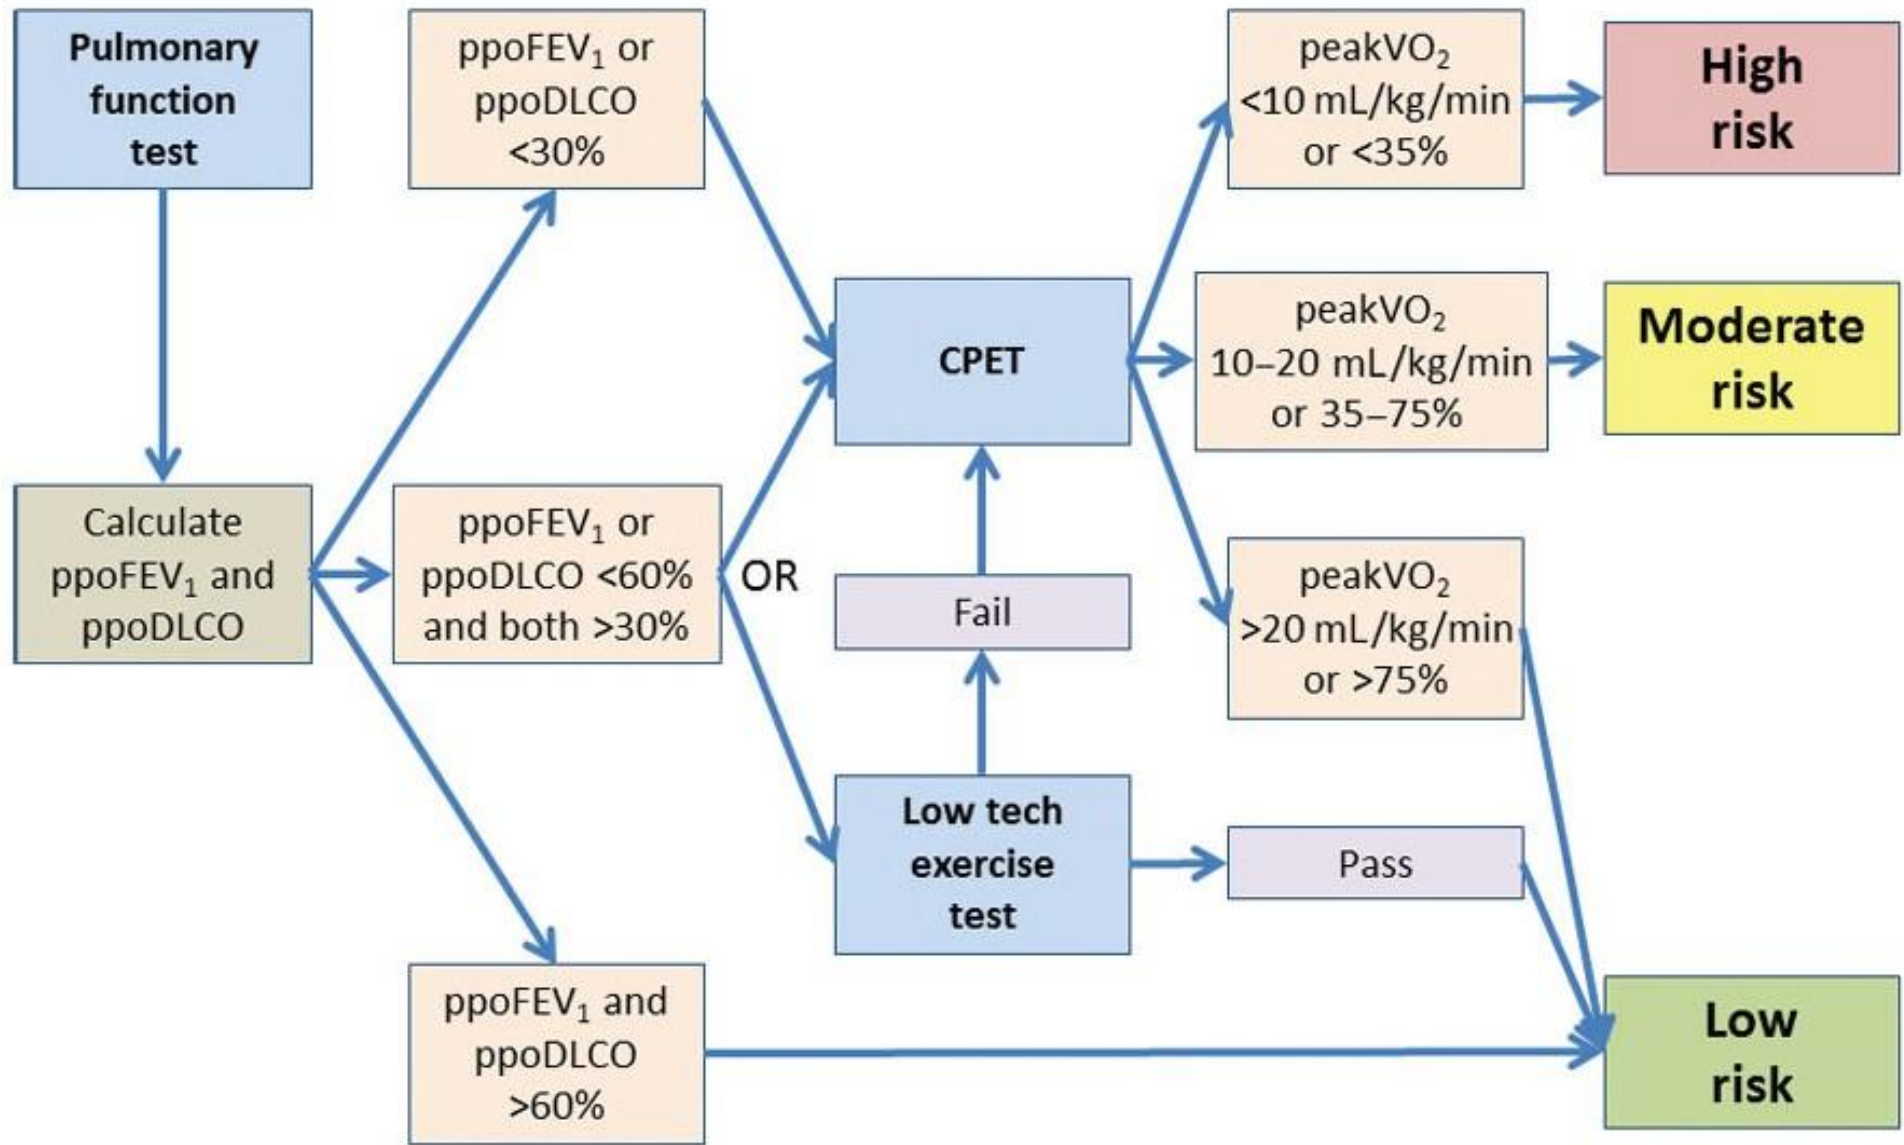 Pulmonary
function
test
Calculate
ppoFEV₁ and
ppoDLCO
ppoFEV₁ or
ppoDLCO
<30%
ppoFEV₁ or
ppoDLCO <60%
and both >30%
OR
ppoFEV₁ and
ppoDLCO
>60%
CPET
Fail
Low tech
exercise
test
Pass
peakVO₂
<10 mL/kg/min
or <35%
peakVO₂
10–20 mL/kg/min
or 35–75%
peakVO₂
>20 mL/kg/min
or >75%
High
risk
Moderate
risk
Low
risk